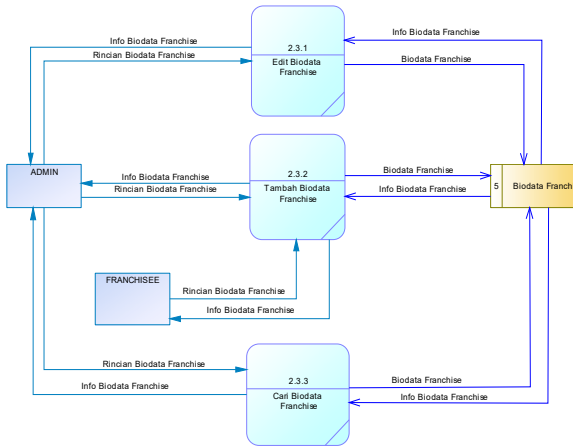 Info Biodata Franchise
Rincian Biodata Franchise
2.3.1
Edit Biodata
Franchise
Info Biodata Franchise
Biodata Franchise
ADMIN
Info Biodata Franchise
Rincian Biodata Franchise
2.3.2
Tambah Biodata
Franchise
Biodata Franchise
Info Biodata Franchise
5
Biodata Franch
FRANCHISEE
Rincian Biodata Franchise
Info Biodata Franchise
Rincian Biodata Franchise
Info Biodata Franchise
2.3.3
Cari Biodata
Franchise
Biodata Franchise
Info Biodata Franchise